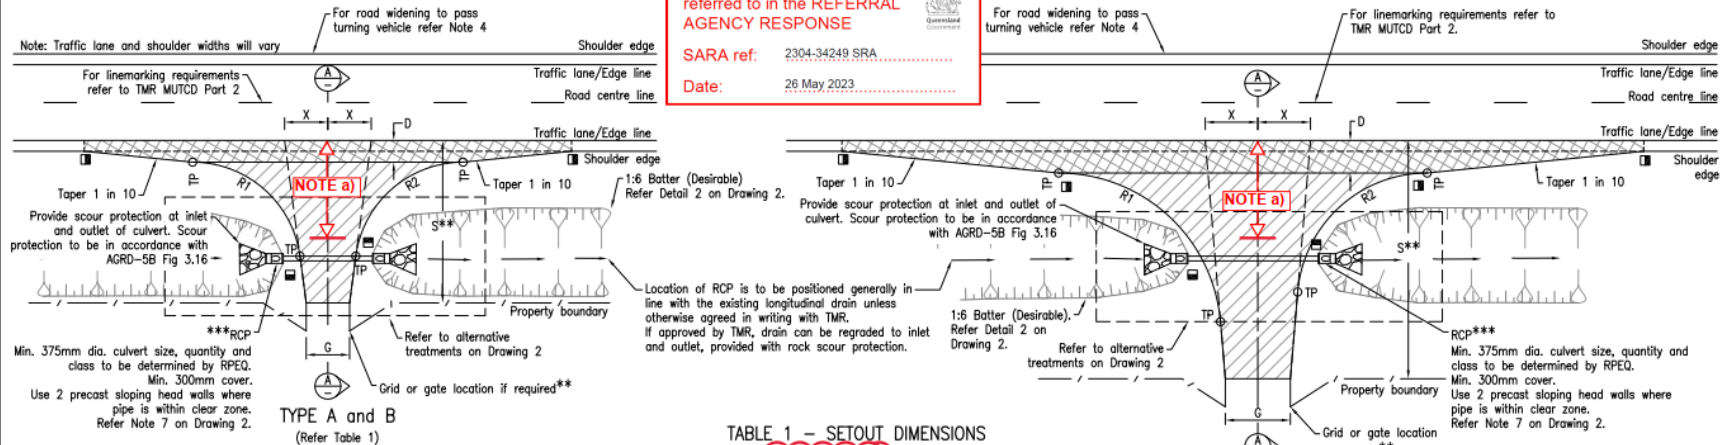 For road widening to pass
turning vehicle refer Note 4
Note: Traffic lane and shoulder widths will vary
Shoulder edge
For linemarking requirements
refer to TMR MUTCD Part 2
A
Traffic lane/Edge line
Road centre line
X X
D
Traffic lane/Edge line
Shoulder edge
TP
TP
Taper 1 in 10
R1
NOTE a)
R2
Taper 1 in 10
1:6 Batter (Desirable)
Refer Detail 2 on Drawing 2.
Provide scour protection at inlet
and outlet of culvert. Scour
protection to be in accordance with
AGRD-5B Fig 3.16
S**
TP
TP
Location of RCP is to be positioned generally in
line with the existing longitudinal drain unless
otherwise agreed in writing with TMR.
If approved by TMR, drain can be regraded to inlet
and outlet, provided with rock scour protection.
Property boundary
***RCP
Min. 375mm dia. culvert size, quantity and
class to be determined by RPEQ.
Min. 300mm cover.
Use 2 precast sloping head walls where
pipe is within clear zone.
Refer Note 7 on Drawing 2.
Refer to alternative
treatments on Drawing 2
G
Grid or gate location if required**
A
TYPE A and B
(Refer Table 1)
referred to in the REFERRAL
AGENCY RESPONSE
Queensland
Government
SARA ref: 2304-34249 SRA
Date: 26 May 2023
For road widening to pass
turning vehicle refer Note 4
For linemarking requirements refer to
TMR MUTCD Part 2.
Shoulder edge
A
Traffic lane/Edge line
Road centre line
X X
D
Traffic lane/Edge line
Shoulder
edge
TP
TP
Taper 1 in 10
R1
NOTE a)
R2
Taper 1 in 10
Provide scour protection at inlet and outlet of
culvert. Scour protection to be in accordance
with AGRD-5B Fig 3.16
S**
TP
TP
1:6 Batter (Desirable).
Refer Detail 2 on
Drawing 2.
Refer to alternative
treatments on Drawing 2
RCP***
Min. 375mm dia. culvert size, quantity and
class to be determined by RPEQ.
Min. 300mm cover.
Use 2 precast sloping head walls where
pipe is within clear zone.
Refer Note 7 on Drawing 2.
Property boundary
G
Grid or gate location
TABLE 1 – SETOUT DIMENSIONS